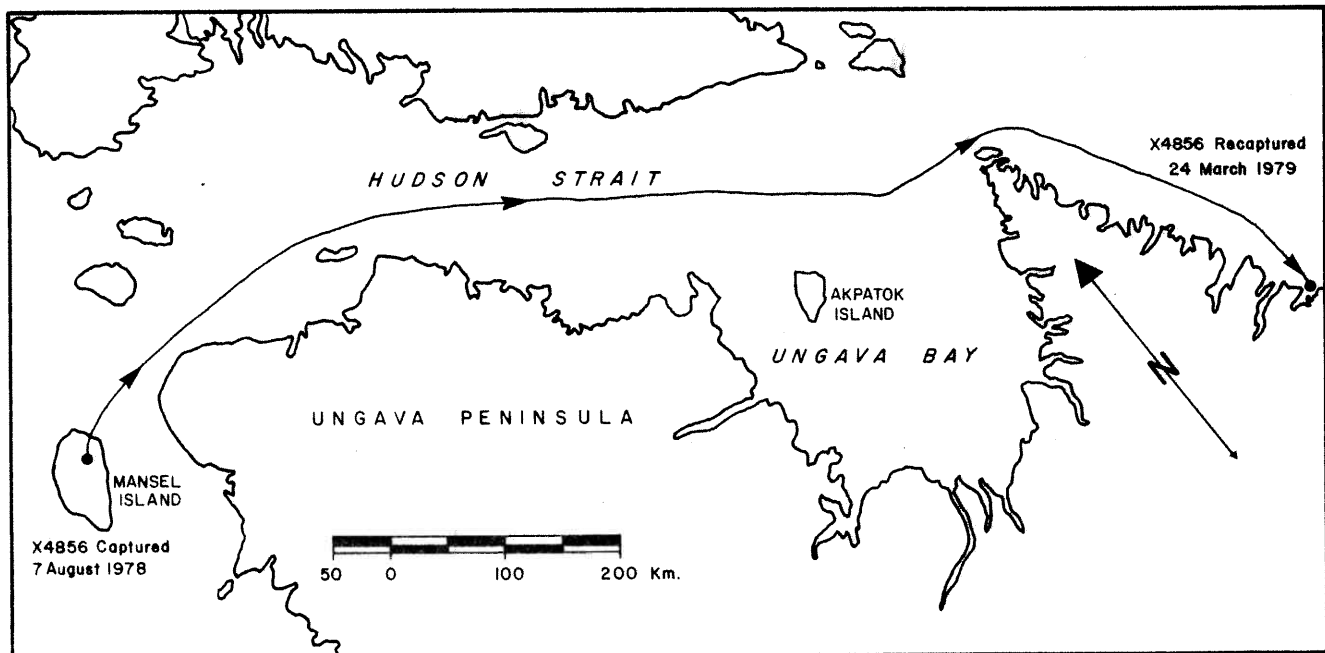 X4856 Recaptured
24 March 1979
HUDSON STRAIT
AKPATOK
ISLAND
UNGAVA BAY
N
UNGAVA PENINSULA
MANSEL
ISLAND
X4856 Captured
7 August 1978
50 0 100 200 Km.